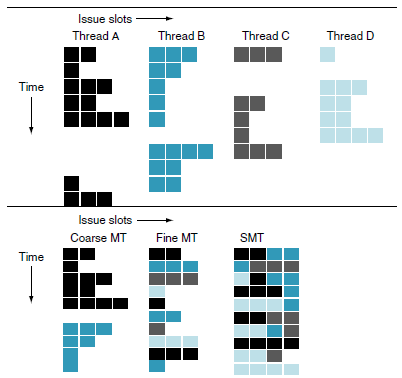 Issue slots
Thread A Thread B Thread C Thread D
Time
Issue slots
Coarse MT Fine MT SMT
Time